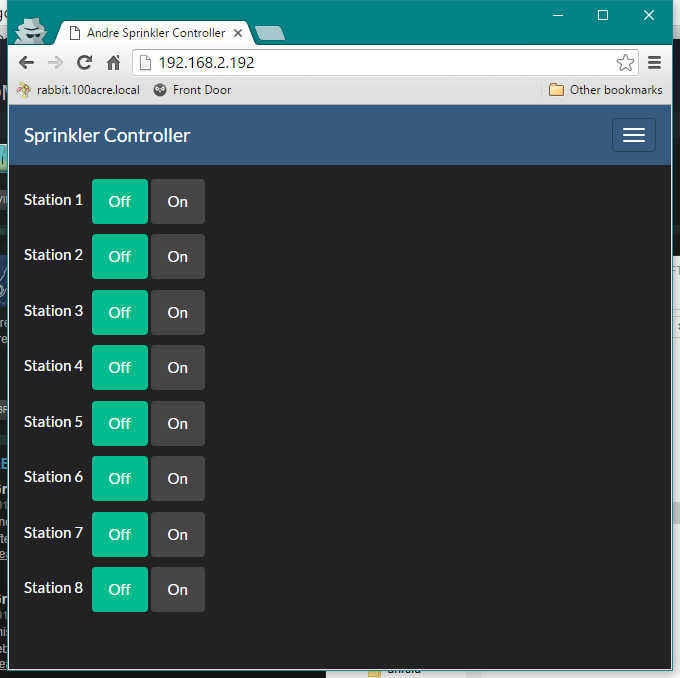 Andre Sprinkler Controller
192.168.2.192
rabbit.100acre.local Front Door Other bookmarks
Sprinkler Controller
Station 1 Off On
Station 2 Off On
Station 3 Off On
Station 4 Off On
Station 5 Off On
Station 6 Off On
Station 7 Off On
Station 8 Off On